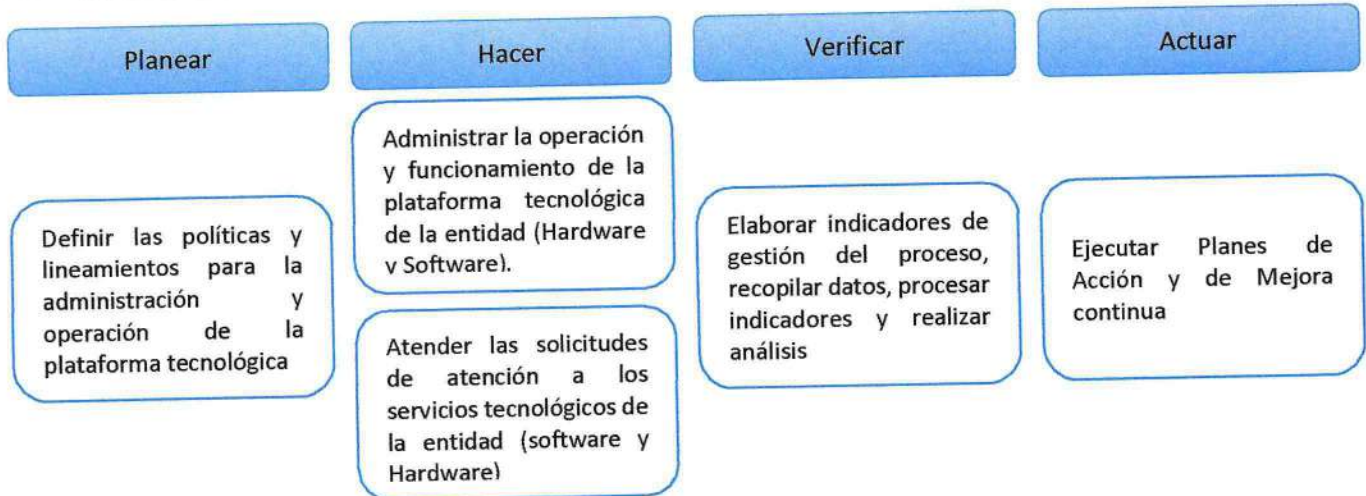 Planear
Definir las políticas y
lineamientos para la
administración y
operación de la
plataforma tecnológica
Hacer
Administrar la operación
y funcionamiento de la
plataforma tecnológica
de la entidad (Hardware
y Software).
Atender las solicitudes
de atención a los
servicios tecnológicos de
la entidad (software y
Hardware)
Verificar
Elaborar indicadores de
gestión del proceso,
recopilar datos, procesar
indicadores y realizar
análisis
Actuar
Ejecutar Planes de
Acción y de Mejora
continua